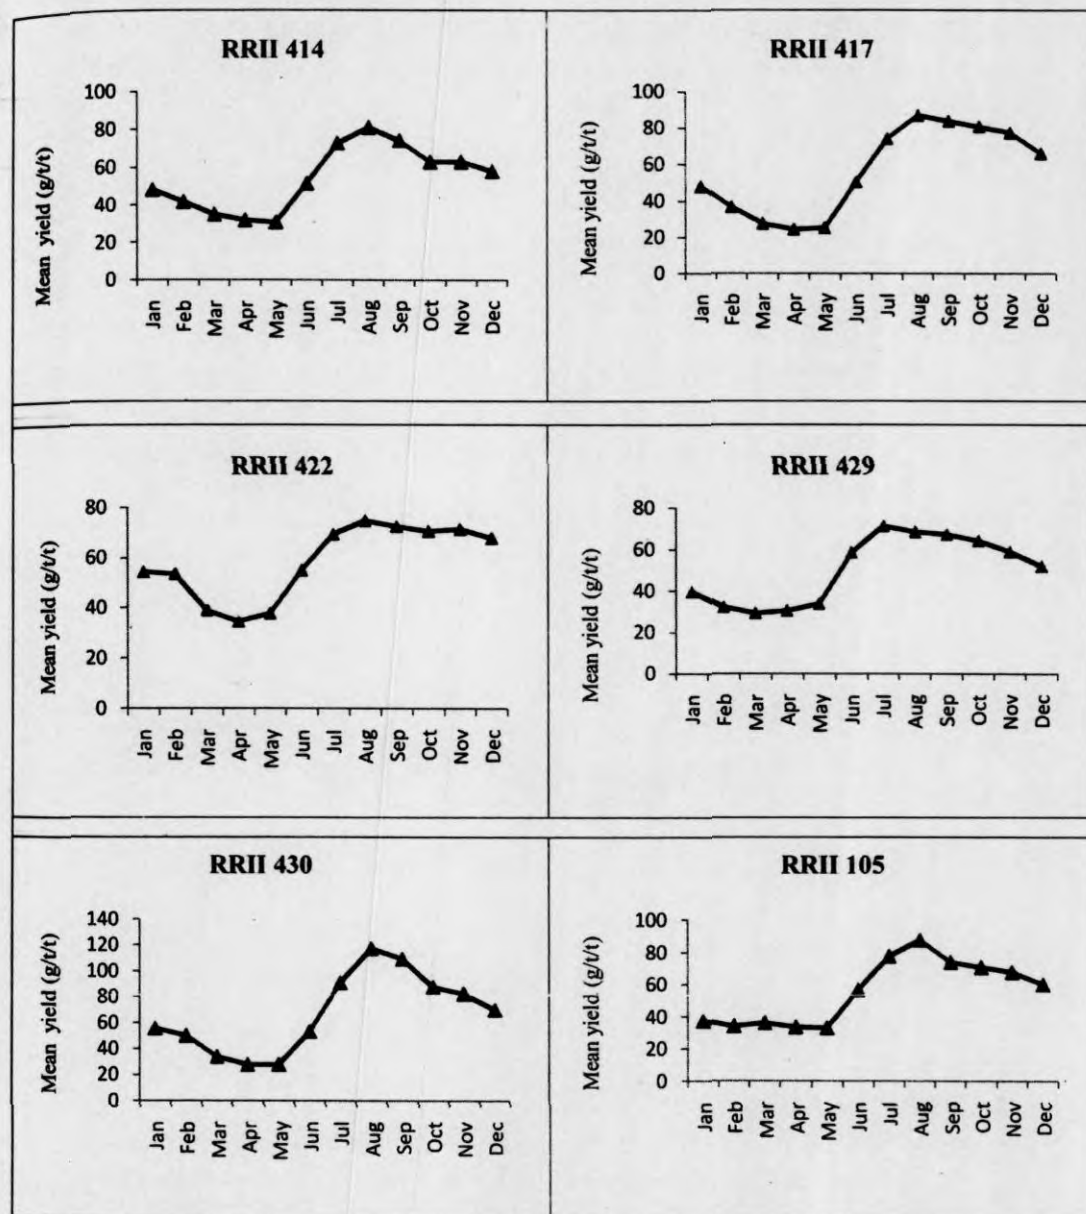 RRII 414
Mean yield (g/t/t)
100
80
60
40
20
0
Jan Feb Mar Apr May Jun Jul Aug Sep Oct Nov Dec
RRII 417
Mean yield (g/t/t)
100
80
60
40
20
0
Jan Feb Mar Apr May Jun Jul Aug Sep Oct Nov Dec
RRII 422
Mean yield (g/t/t)
80
60
40
20
0
Jan Feb Mar Apr May Jun Jul Aug Sep Oct Nov Dec
RRII 429
Mean yield (g/t/t)
80
60
40
20
0
Jan Feb Mar Apr May Jun Jul Aug Sep Oct Nov Dec
RRII 430
Mean yield (g/t/t)
140
120
100
80
60
40
20
0
Jan Feb Mar Apr May Jun Jul Aug Sep Oct Nov Dec
RRII 105
Mean yield (g/t/t)
100
80
60
40
20
0
Jan Feb Mar Apr May Jun Jul Aug Sep Oct Nov Dec